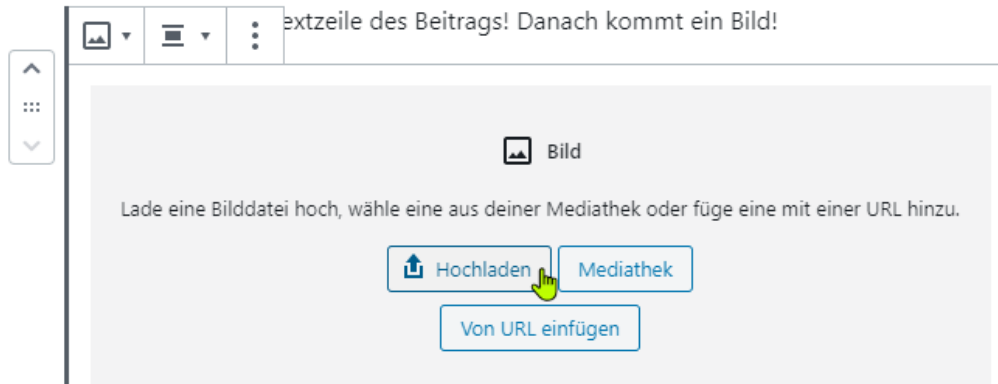 extzeile des Beitrags! Danach kommt ein Bild!
Bild
Lade eine Bilddatei hoch, wähle eine aus deiner Mediathek oder füge eine mit einer URL hinzu.
Hochladen
Mediathek
Von URL einfügen